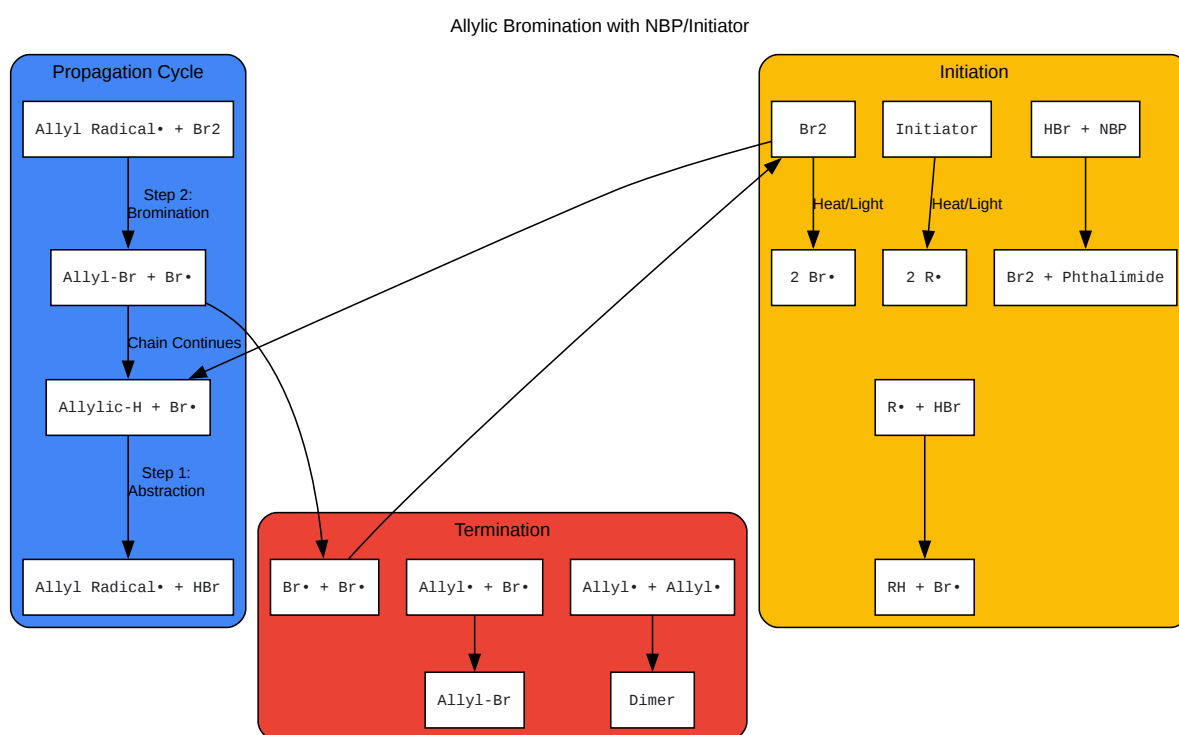 Allylic Bromination with NBP/Initiator
Propagation Cycle
Allyl Radical• + Br2
Step 2:
Bromination
Allyl-Br + Br•
Chain Continues
Allylic-H + Br•
Step 1:
Abstraction
Allyl Radical• + HBr
Termination
Br• + Br•
Allyl• + Br•
Allyl• + Allyl•
Allyl-Br
Dimer
Initiation
Br2
Initiator
HBr + NBP
Heat/Light
Heat/Light
2 Br•
2 R•
Br2 + Phthalimide
R• + HBr
RH + Br•